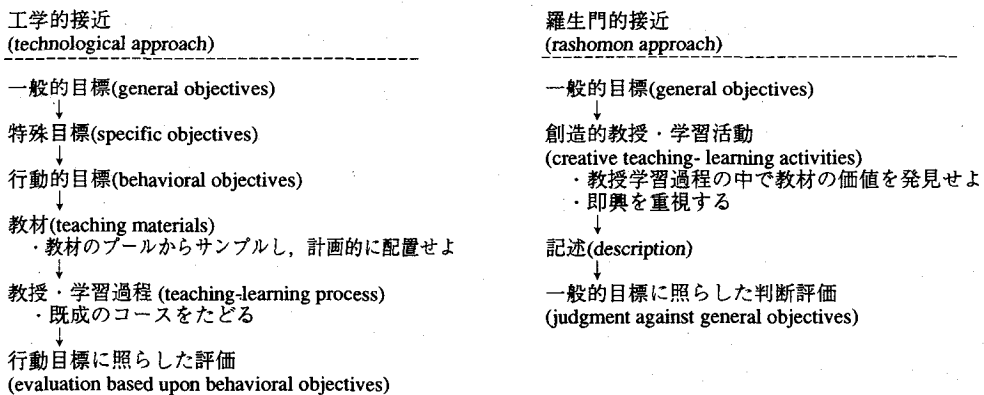 工学的接近
(technological approach)
一般的目標(general objectives)
↓
特殊目標(specific objectives)
↓
行動的目標(behavioral objectives)
↓
教材(teaching materials)
・教材のプールからサンプルし，計画的に配置せよ
↓
教授・学習過程 (teaching-learning process)
・既成のコースをたどる
↓
行動目標に照らした評価
(evaluation based upon behavioral objectives)
羅生門的接近
(rashomon approach)
一般的目標(general objectives)
↓
創造的教授・学習活動
(creative teaching- learning activities)
・教授学習過程の中で教材の価値を発見せよ
・即興を重視する
↓
記述(description)
↓
一般的目標に照らした判断評価
(judgment against general objectives)